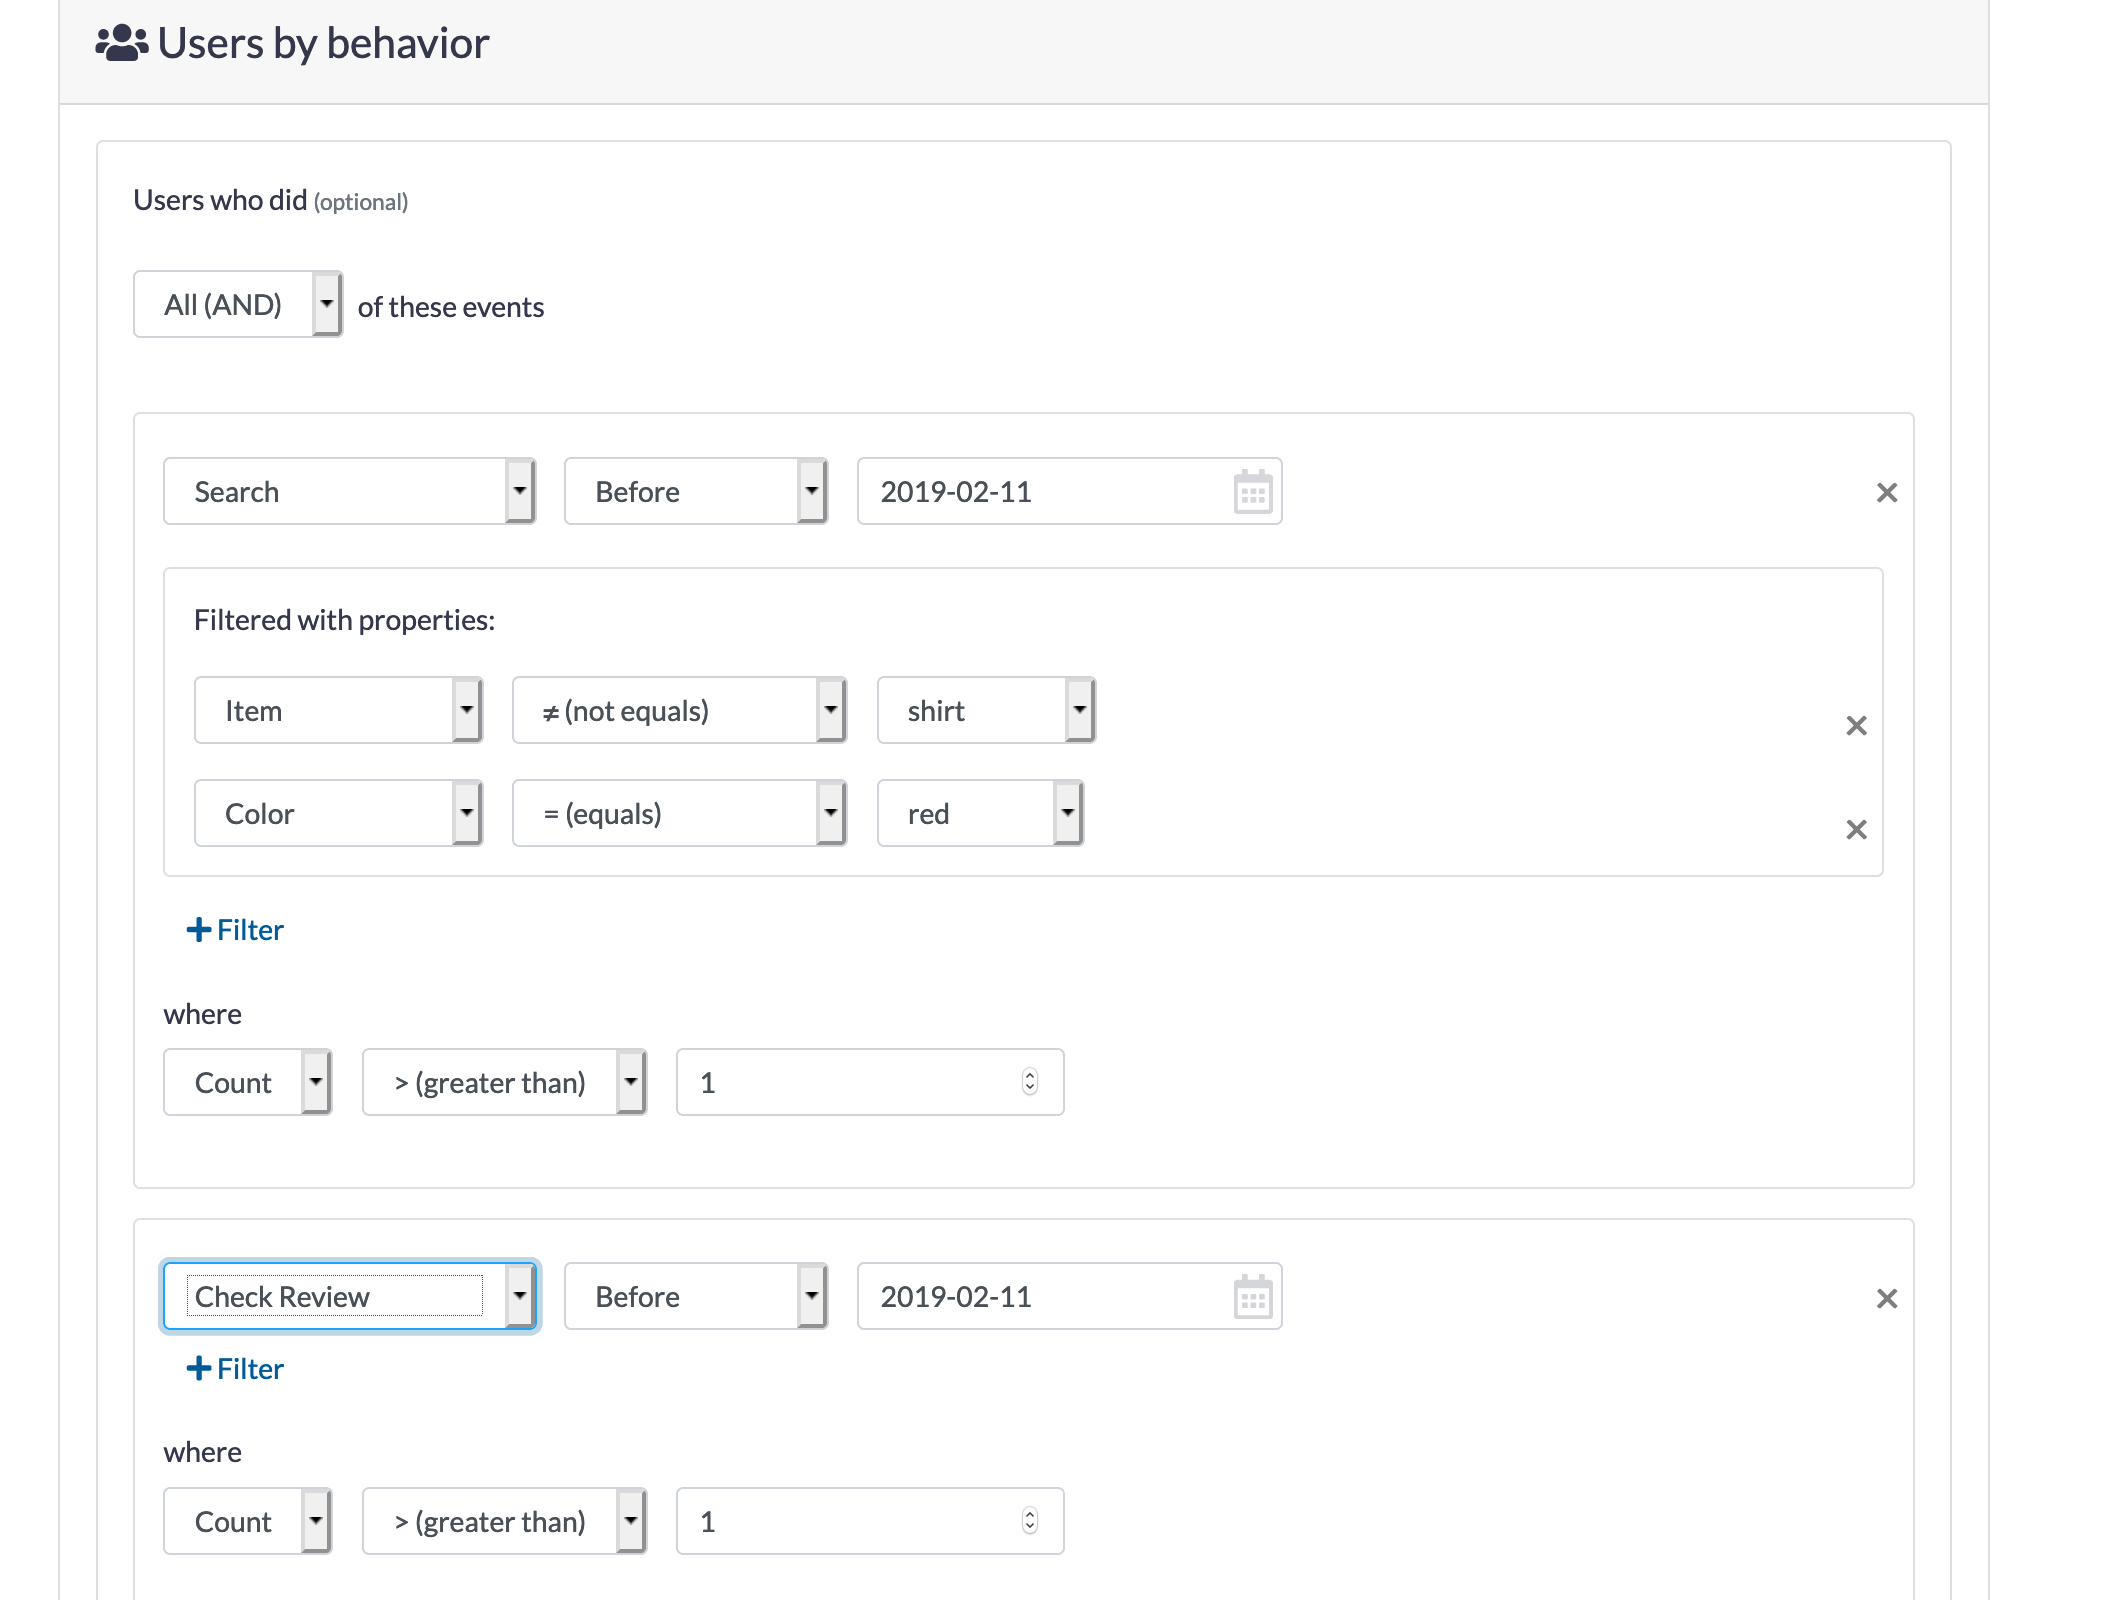 Users by behavior
Users who did (optional)
All (AND) of these events
Search Before 2019-02-11
Filtered with properties:
Item ≠ (not equals) shirt
Color = (equals) red
Filter
where
Count > (greater than) 1
Check Review Before 2019-02-11
Filter
where
Count > (greater than) 1